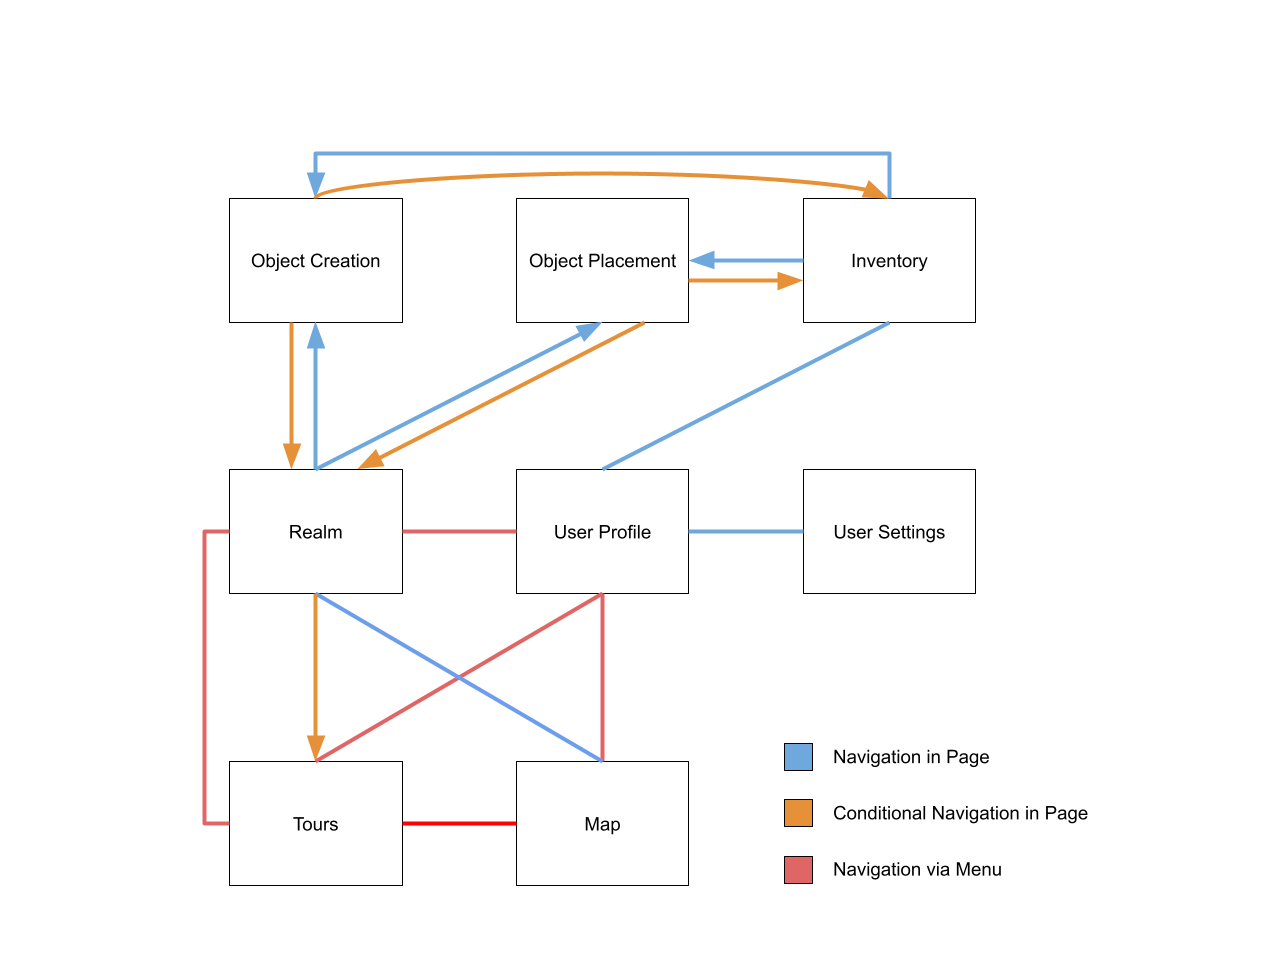 Object Creation
Object Placement
Inventory
Realm
User Profile
User Settings
Tours
Map
Navigation in Page
Conditional Navigation in Page
Navigation via Menu